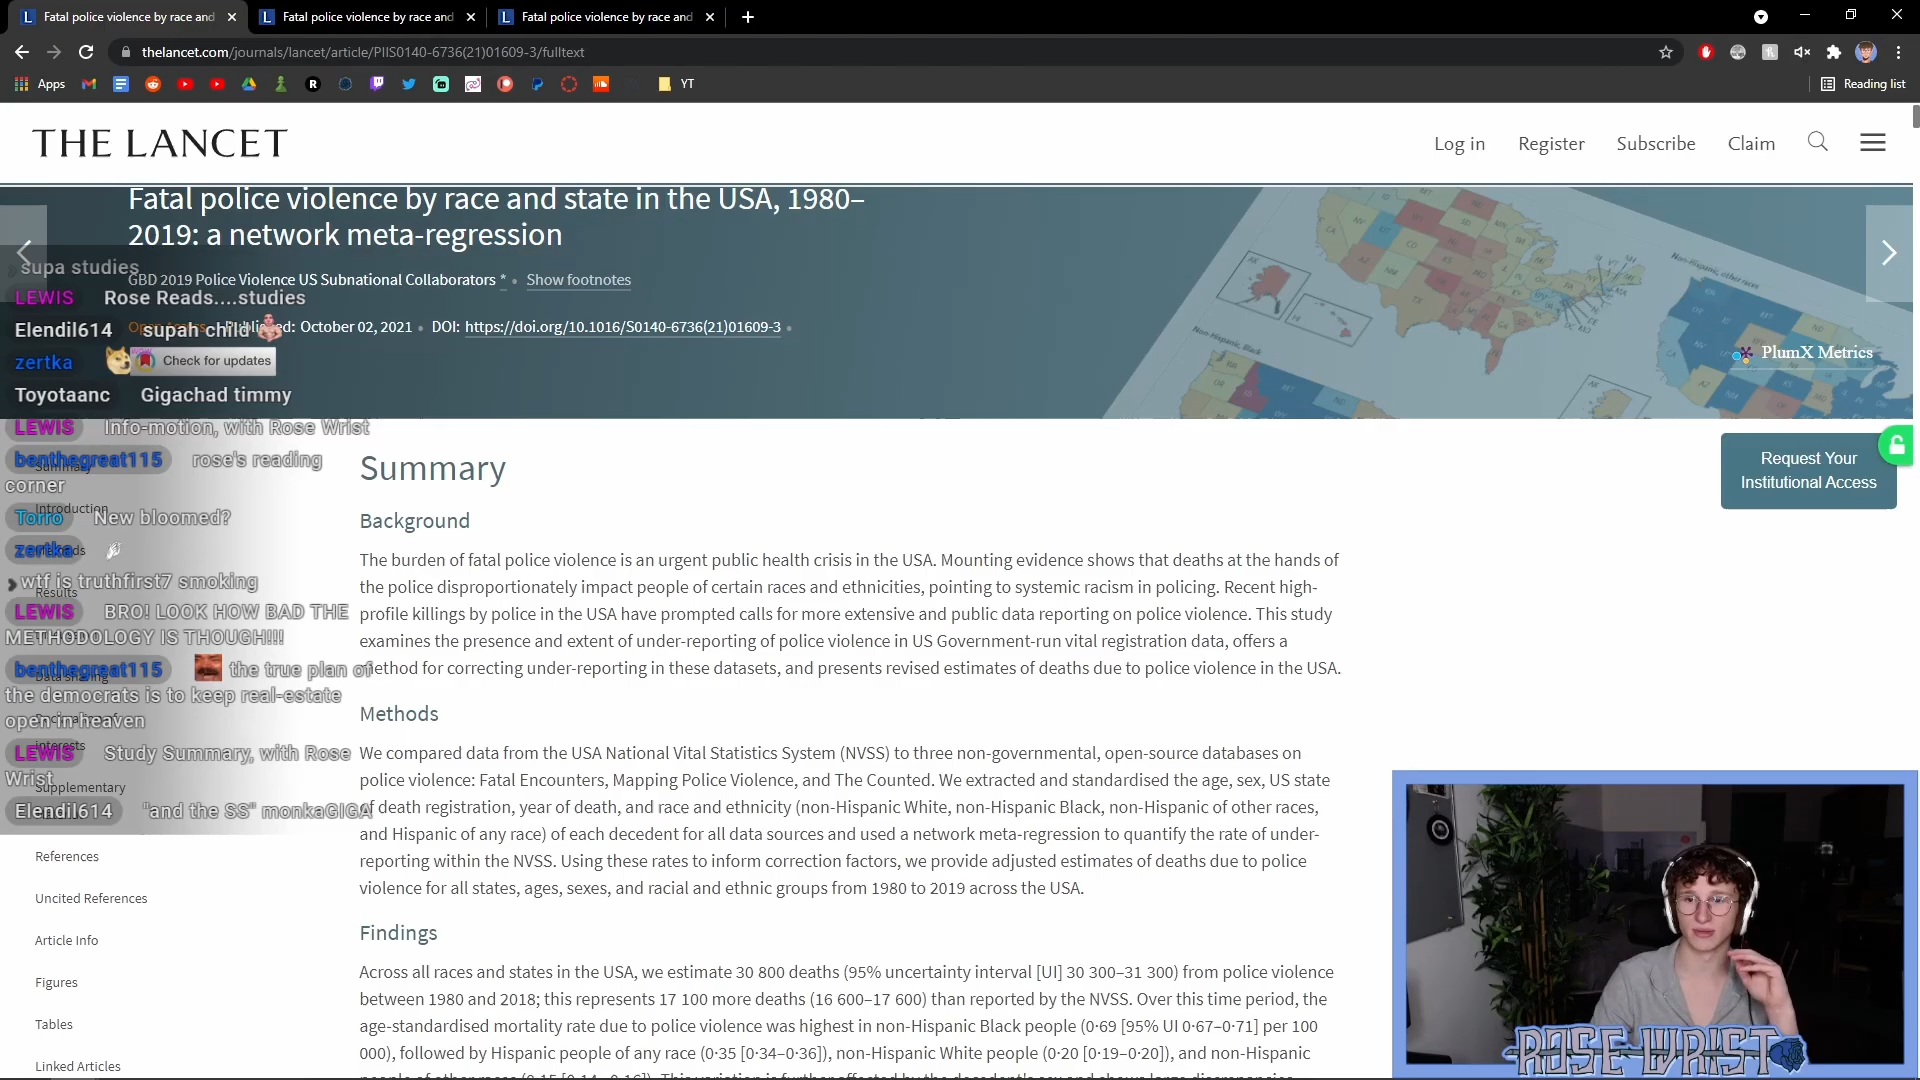 Fatal police violence by race and
Fatal police violence by race and
Fatal police violence by race and
thelancet.com/journals/lancet/article/PIIS0140-6736(21)01609-3/fulltext
Apps
YT
Reading list
THE LANCET
Log in
Register
Subscribe
Claim
Fatal police violence by race and state in the USA, 1980–
2019: a network meta-regression
GBD 2019 Police Violence US Subnational Collaborators * • Show footnotes
Open Access • Published: October 02, 2021 • DOI: https://doi.org/10.1016/S0140-6736(21)01609-3 •
Check for updates
PlumX Metrics
supa studies
LEWIS Rose Reads....studies
Elendil614 supan child
zertka
Toyotaanc Gigachad timmy
LEWIS Info-motion, with Rose Wrist
benthegreat115 rose's reading
corner
Torro New bloomed?
zertka
wtf is truthfirst7 smoking
LEWIS BRO! LOOK HOW BAD THE
METHODOLOGY IS THOUGH!!!
benthegreat115 the true plan of
the democrats is to keep real-estate
open in heaven
LEWIS Study Summary, with Rose
Wrist
Elendil614 "and the SS" monkaGIGA
Summary
Introduction
Results
Data sharing
interests
Supplementary
References
Uncited References
Article Info
Figures
Tables
Linked Articles
Request Your
Institutional Access
Summary
Background
The burden of fatal police violence is an urgent public health crisis in the USA. Mounting evidence shows that deaths at the hands of
the police disproportionately impact people of certain races and ethnicities, pointing to systemic racism in policing. Recent high-
profile killings by police in the USA have prompted calls for more extensive and public data reporting on police violence. This study
examines the presence and extent of under-reporting of police violence in US Government-run vital registration data, offers a
method for correcting under-reporting in these datasets, and presents revised estimates of deaths due to police violence in the USA.
Methods
We compared data from the USA National Vital Statistics System (NVSS) to three non-governmental, open-source databases on
police violence: Fatal Encounters, Mapping Police Violence, and The Counted. We extracted and standardised the age, sex, US state
of death registration, year of death, and race and ethnicity (non-Hispanic White, non-Hispanic Black, non-Hispanic of other races,
and Hispanic of any race) of each decedent for all data sources and used a network meta-regression to quantify the rate of under-
reporting within the NVSS. Using these rates to inform correction factors, we provide adjusted estimates of deaths due to police
violence for all states, ages, sexes, and racial and ethnic groups from 1980 to 2019 across the USA.
Findings
Across all races and states in the USA, we estimate 30 800 deaths (95% uncertainty interval [UI] 30 300–31 300) from police violence
between 1980 and 2018; this represents 17 100 more deaths (16 600–17 600) than reported by the NVSS. Over this time period, the
age-standardised mortality rate due to police violence was highest in non-Hispanic Black people (0·69 [95% UI 0·67–0·71] per 100
000), followed by Hispanic people of any race (0·35 [0·34–0·36]), non-Hispanic White people (0·20 [0·19–0·20]), and non-Hispanic
ROSE WRIST